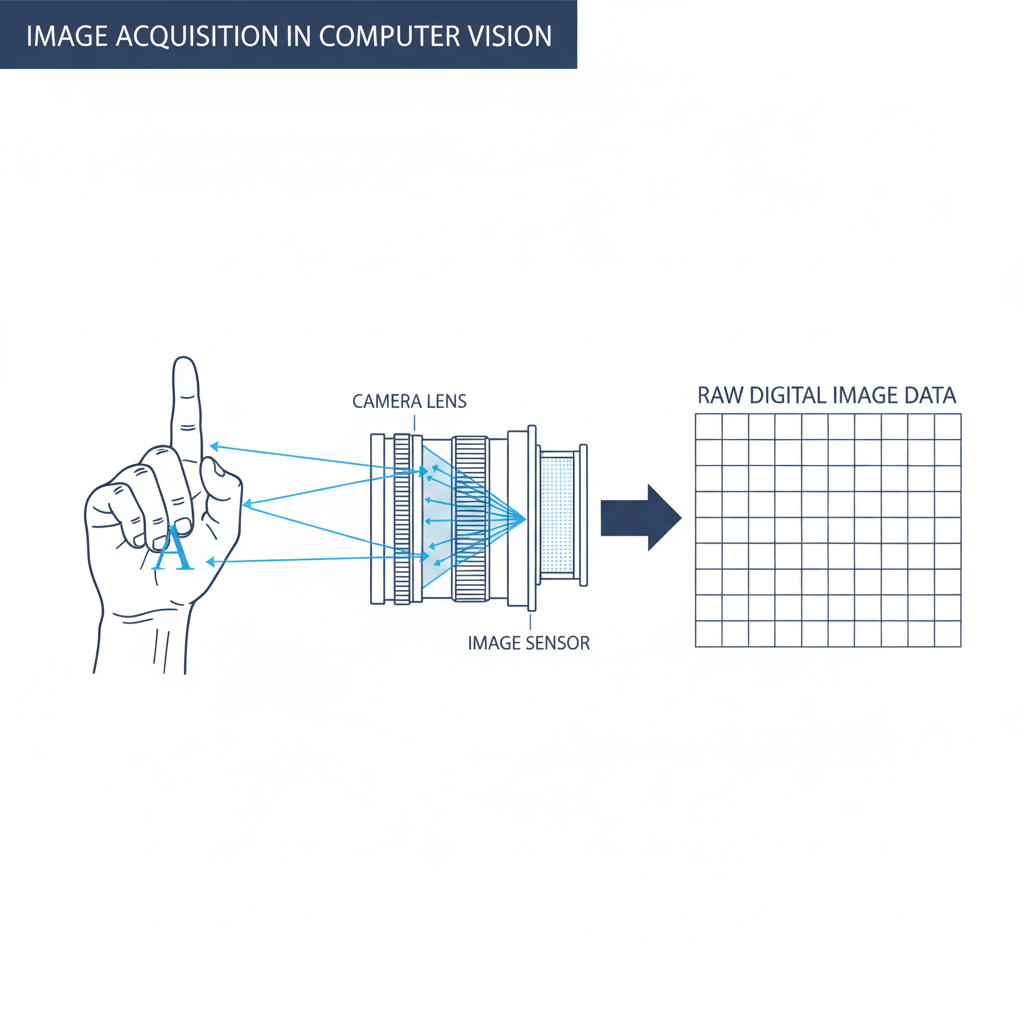 IMAGE ACQUISITION IN COMPUTER VISION
CAMERA LENS
RAW DIGITAL IMAGE DATA
A
IMAGE SENSOR